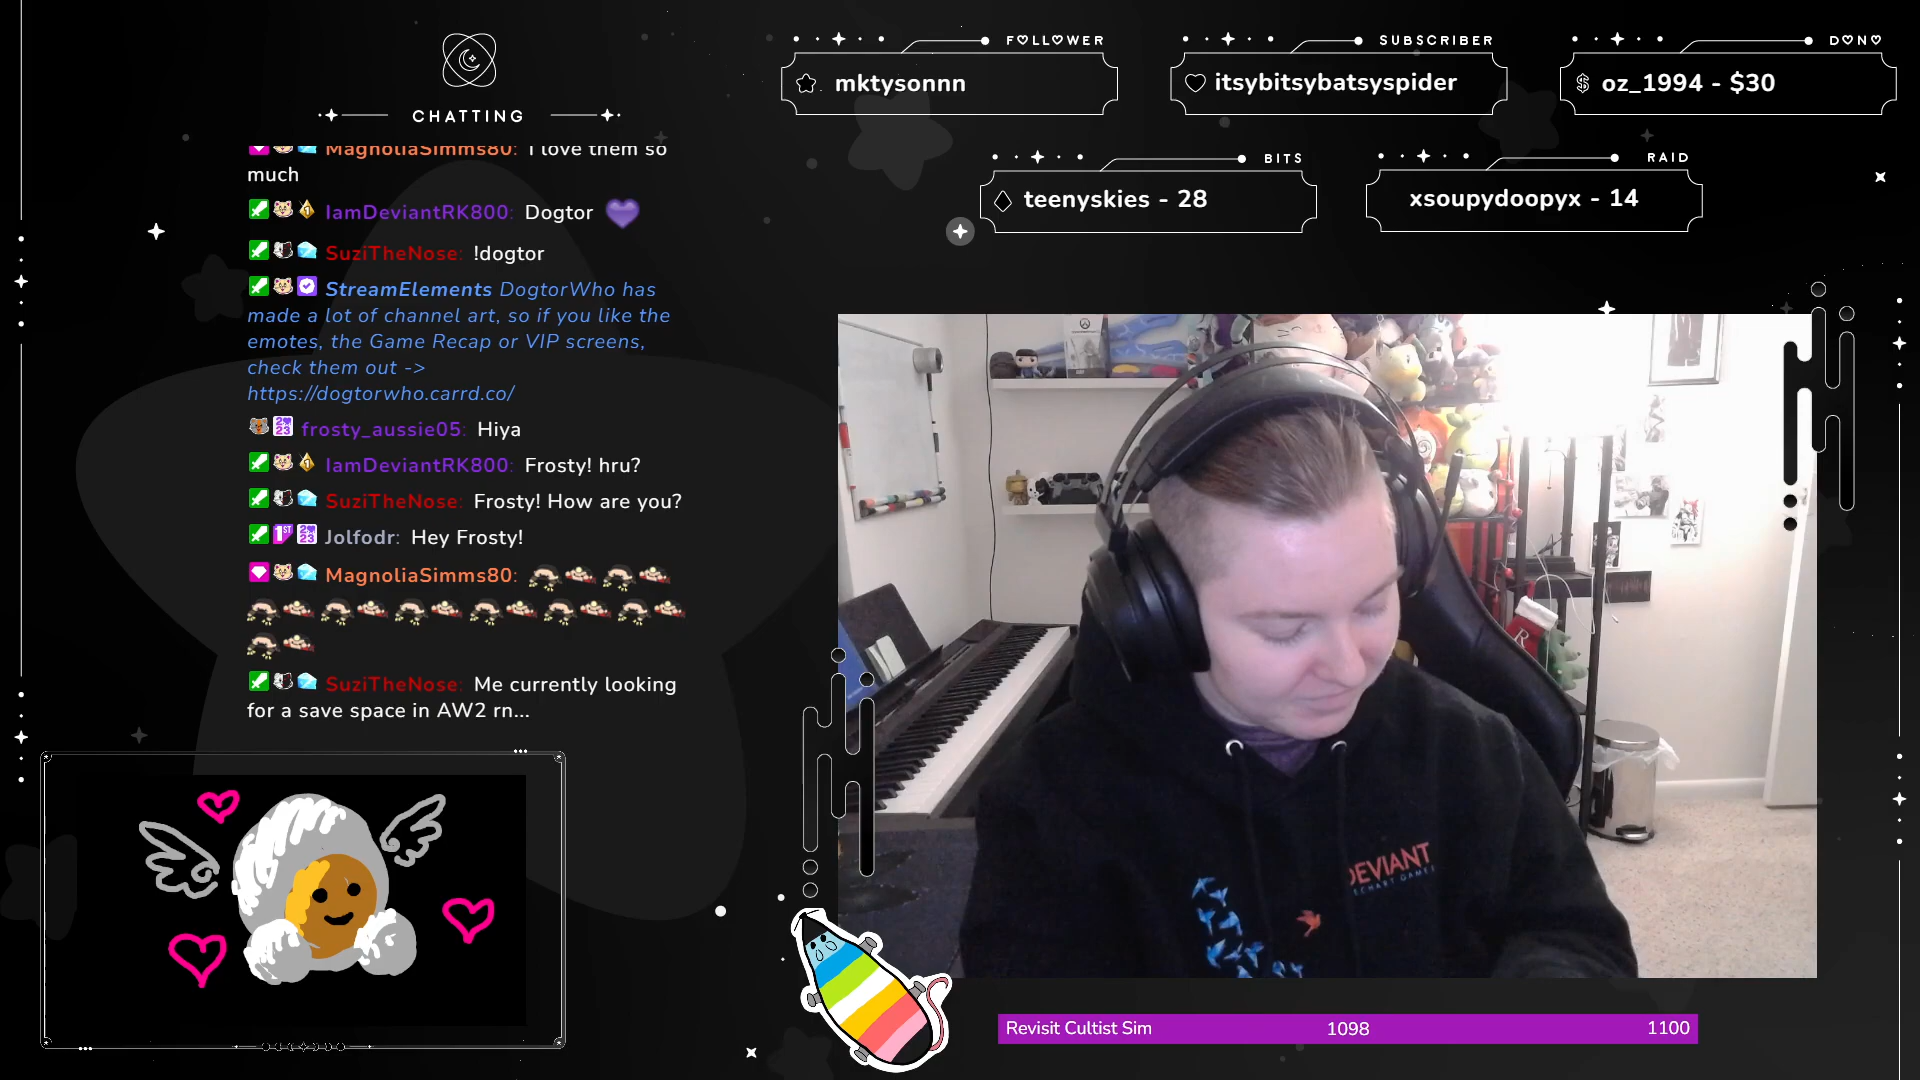 FOLLOWER
SUBSCRIBER
DONO
mktysonnn
itsybitsybatsyspider
oz_1994 - $30
BITS
RAID
teenyskies - 28
xsoupydoopyx - 14
CHATTING
MagnoliaSimms80: I love them so
much
IamDeviantRK800: Dogtor
SuziTheNose: !dogtor
StreamElements DogtorWho has
made a lot of channel art, so if you like the
emotes, the Game Recap or VIP screens,
check them out ->
https://dogtorwho.carrd.co/
frosty_aussie05: Hiya
IamDeviantRK800: Frosty! hru?
SuziTheNose: Frosty! How are you?
Jolfodr: Hey Frosty!
MagnoliaSimms80:
SuziTheNose: Me currently looking
for a save space in AW2 rn...
R
DEVIANT
Revisit Cultist Sim 1098 1100